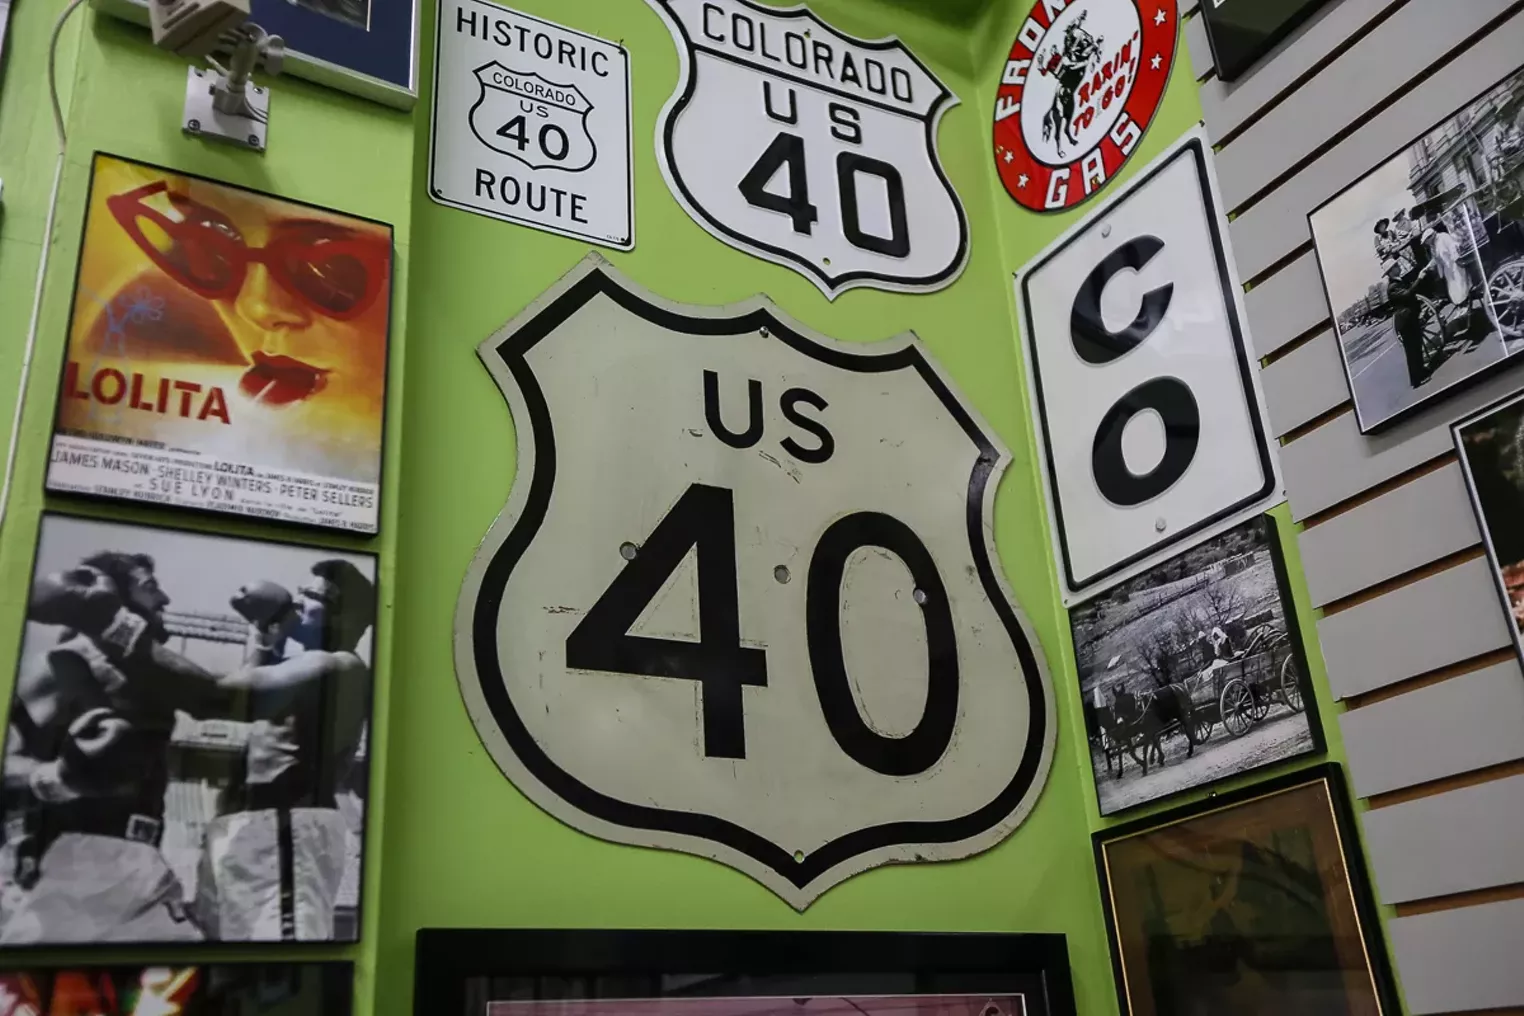 HISTORIC
COLORADO
US
40
ROUTE
COLORADO
US
40
GAS
RARIN'
TO GO!
CO
US
40
LOLITA
JAMES MASON · SHELLEY WINTERS · PETER SELLERS
SUE LYON
LOLITA